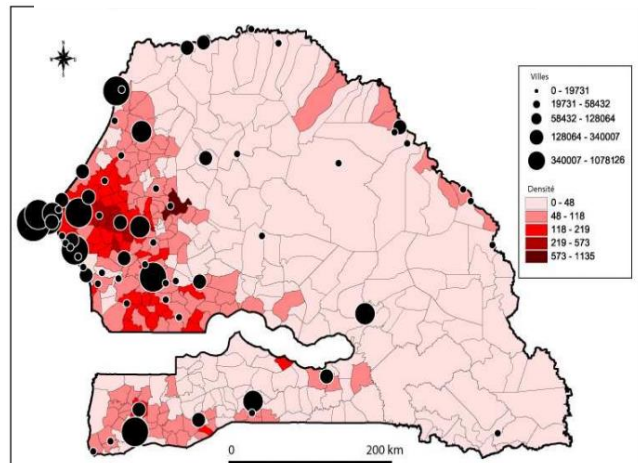 Villes
0 - 19731
19731 - 58432
58432 - 128064
128064 - 340007
340007 - 1078126
Densité
0 - 48
48 - 118
118 - 219
219 - 573
573 - 1135
0 200 km